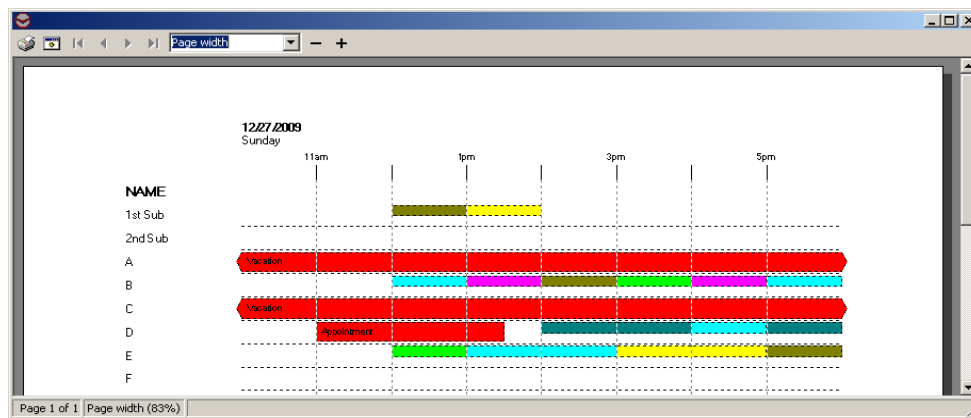 Page width
12/27/2009
Sunday
11am 1pm 3pm 5pm
NAME
1st Sub
2nd Sub
A Vacation
B
C Vacation
D Appointment
E
F
Page 1 of 1 Page width (83%)